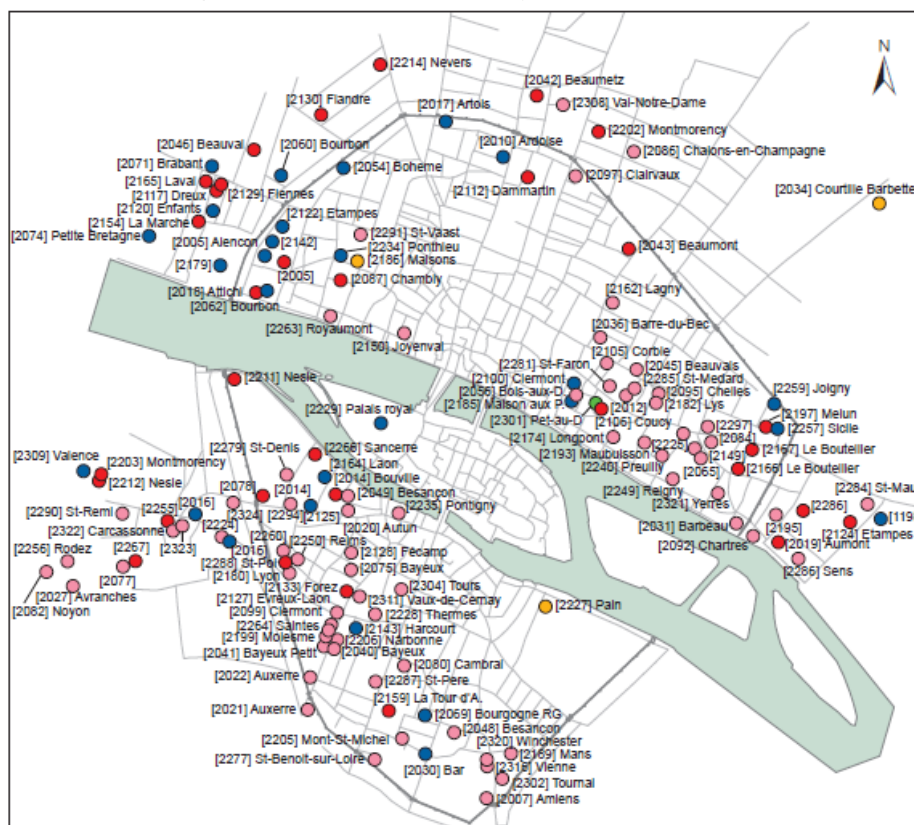 N
[2214] Nevers
[2042] Beaumetz
[2308] Val-Notre-Dame
[2130] Flandre
[2017] Artois
[2202] Montmorency
[2046] Beauval
[2060] Bourbon
[2010] Ardoise
[2086] Chalons-en-Champagne
[2071] Brabant
[2054] Boheme
[2097] Clairvaux
[2165] Laval
[2117] Dreux
[2129] Fiennes
[2112] Dammartin
[2034] Courtille Barbette
[2120] Enfants
[2122] Etampes
[2154] La Marche
[2291] St-Vaast
[2074] Petite Bretagne
[2005] Alencon
[2142]
[2234] Ponthieu
[2043] Beaumont
[2186] Maisons
[2179]
[2005]
[2087] Chambly
[2016] Attichi
[2162] Lagny
[2062] Bourbon
[2263] Royaumont
[2036] Barre-du-Bec
[2150] Joyenval
[2105] Corbie
[2281] St-Faron
[2045] Beauvais
[2211] Nesle
[2100] Clermont
[2285] St-Medard
[2056] Bois-aux-D.
[2095] Chelles
[2259] Joigny
[2185] Maison aux P.
[2012]
[2182] Lys
[2197] Melun
[2229] Palais royal
[2301] Pet-au-D
[2106] Coucy
[2297]
[2257] Sicile
[2279] St-Denis
[2266] Sancerre
[2174] Longpont
[2225]
[2084]
[2167] Le Bouteiller
[2309] Valence
[2203] Montmorency
[2164] Laon
[2193] Maubuisson
[2149]
[2212] Nesle
[2014] Bouville
[2240] Preuilly
[2065]
[2166] Le Bouteiller
[2016]
[2014]
[2049] Besançon
[2249] Reigny
[2284] St-Mau
[2290] St-Remi
[2255]
[2324]
[2294]
[2125]
[2235] Pontigny
[2321] Yerres
[2286]
[2322] Carcassonne
[2224]
[2020] Autun
[2031] Barbeau
[2195]
[2124] Etampes
[119
[2323]
[2260]
[2250] Reims
[2092] Chartres
[2019] Aumont
[2256] Rodez
[2267]
[2016]
[2288] St-Pol
[2128] Fécamp
[2286] Sens
[2077]
[2180] Lyon
[2075] Bayeux
[2082] Noyon
[2027] Avranches
[2133] Forez
[2304] Tours
[2127] Evreux-Laon
[2311] Vaux-de-Cernay
[2227] Pain
[2099] Clermont
[2228] Thermes
[2264] Saintes
[2143] Harcourt
[2199] Molesme
[2206] Narbonne
[2041] Bayeux Petit
[2040] Bayeux
[2080] Cambrai
[2022] Auxerre
[2287] St-Pere
[2159] La Tour d'A.
[2021] Auxerre
[2069] Bourgogne RG
[2048] Besancon
[2205] Mont-St-Michel
[2320] Winchester
[2169] Mans
[2277] St-Benoit-sur-Loire
[2030] Bar
[2316] Vienne
[2302] Tournai
[2007] Amiens
[2078]